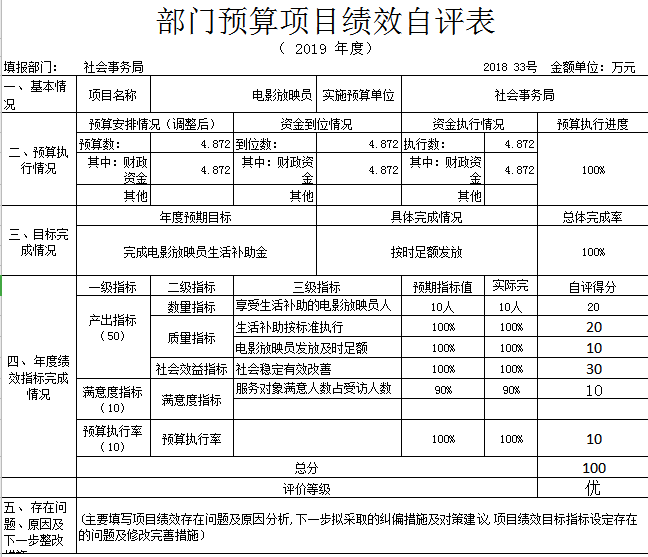 部门预算项目绩效自评表
（ 2019 年度）
填报部门： 社会事务局 2018 33号 金额单位：万元
一、基本情况 项目名称 电影放映员 实施预算单位 社会事务局
二、预算执行情况
预算安排情况（调整后） 资金到位情况 资金执行情况 预算执行进度
预算数： 4.872 到位数： 4.872 执行数： 4.872 100%
其中：财政资金 4.872 其中：财政资金 4.872 其中：财政资金 4.872
其他 其他 其他
三、目标完成情况
年度预期目标 具体完成情况 总体完成率
完成电影放映员生活补助金 按时足额发放 100%
四、年度绩效指标完成情况
一级指标 二级指标 三级指标 预期指标值 实际完 自评得分
产出指标（50） 数量指标 享受生活补助的电影放映员人 10人 10人 20
质量指标 生活补助按标准执行 100% 100% 20
电影放映员发放及时足额 100% 100% 10
社会效益指标 社会稳定有效改善 100% 100% 30
满意度指标（10） 满意度指标 服务对象满意人数占受访人数 90% 90% 10
预算执行率（10） 预算执行率 100% 100% 10
总分 100
评价等级 优
五、存在问题、原因及下一步整改
(主要填写项目绩效存在问题及原因分析,下一步拟采取的纠偏措施及对策建议,项目绩效目标指标设定存在
的问题及修改完善措施)